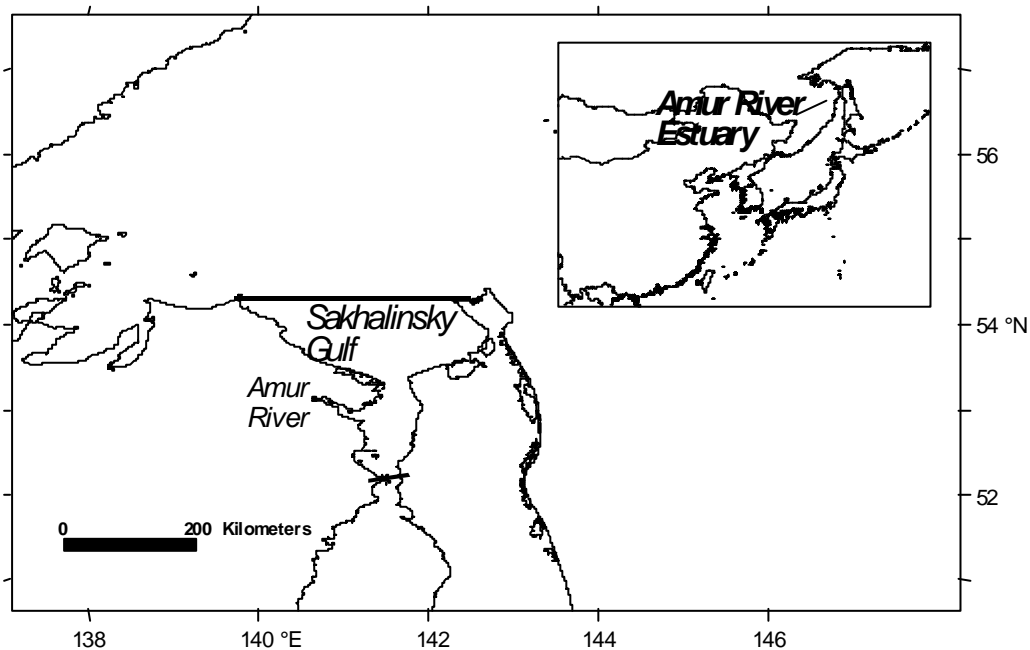 Amur River
Estuary
56
54 °N
Sakhalinsky
Gulf
Amur
River
52
0 200 Kilometers
138 140 °E 142 144 146